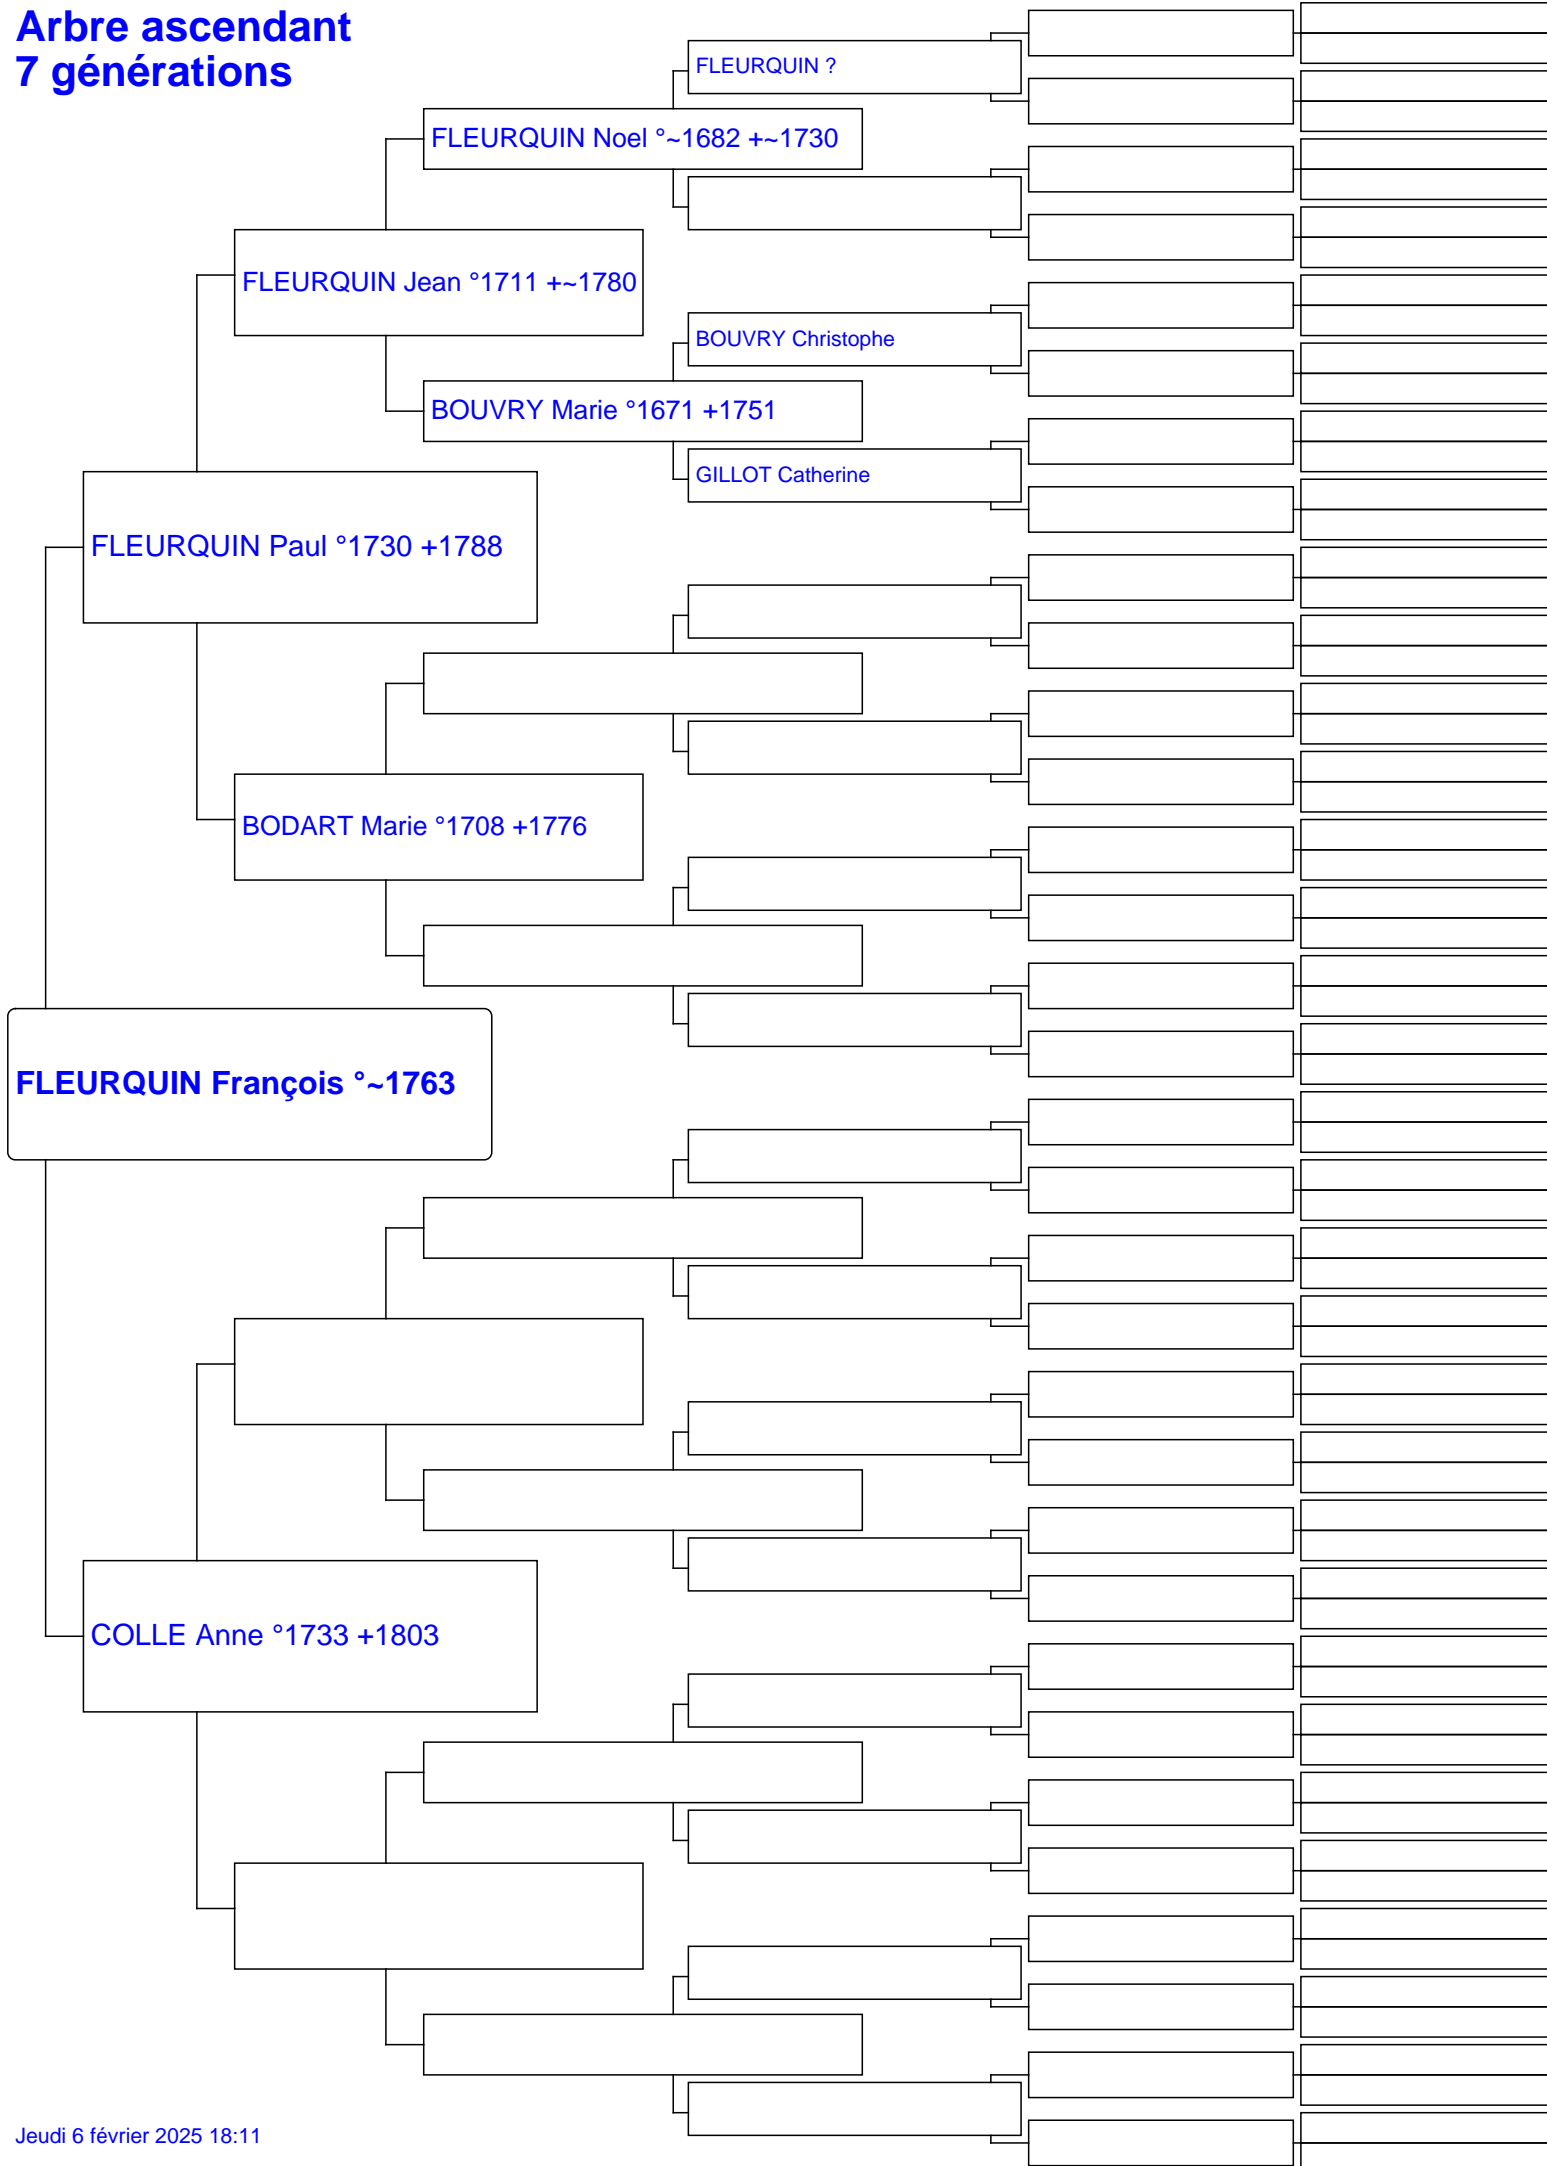 Arbre ascendant
7 générations
FLEURQUIN ?
FLEURQUIN Noel °~1682 +~1730
FLEURQUIN Jean °1711 +~1780
BOUVRY Christophe
BOUVRY Marie °1671 +1751
GILLOT Catherine
FLEURQUIN Paul °1730 +1788
BODART Marie °1708 +1776
FLEURQUIN François °~1763
COLLE Anne °1733 +1803
Jeudi 6 février 2025 18:11